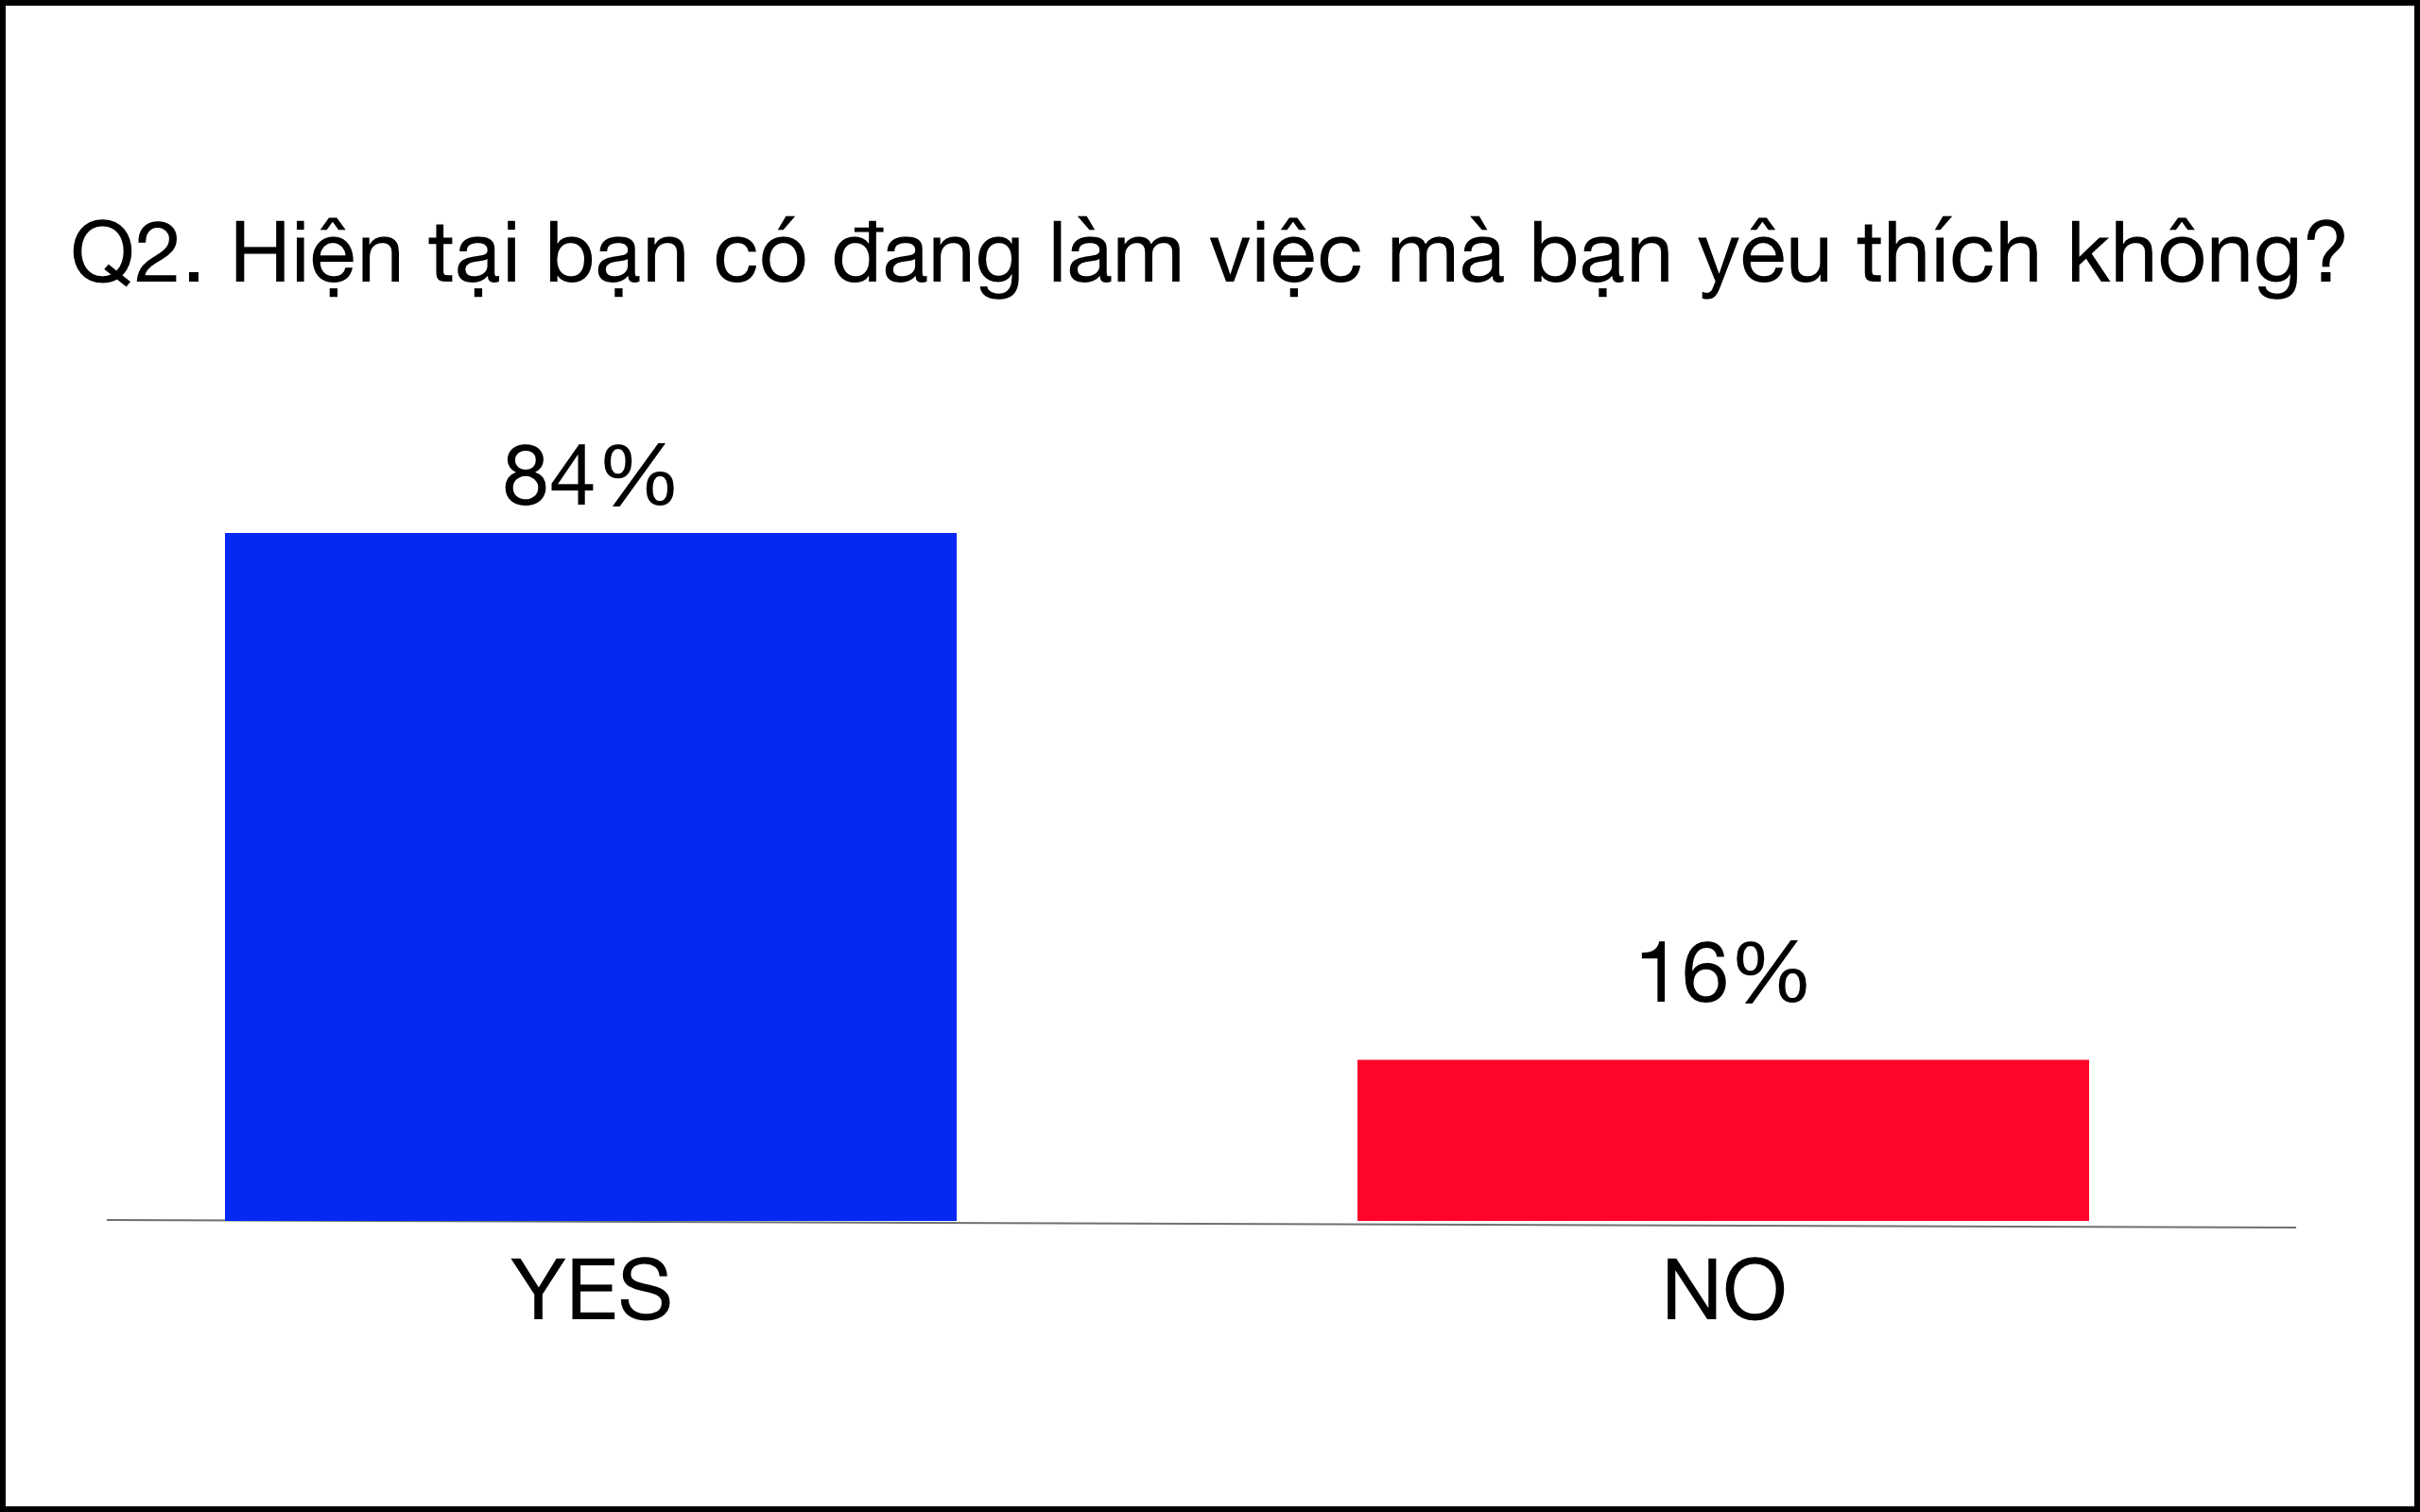 Q2. Hiện tại bạn có đang làm việc mà bạn yêu thích không?
84%
16%
YES
NO